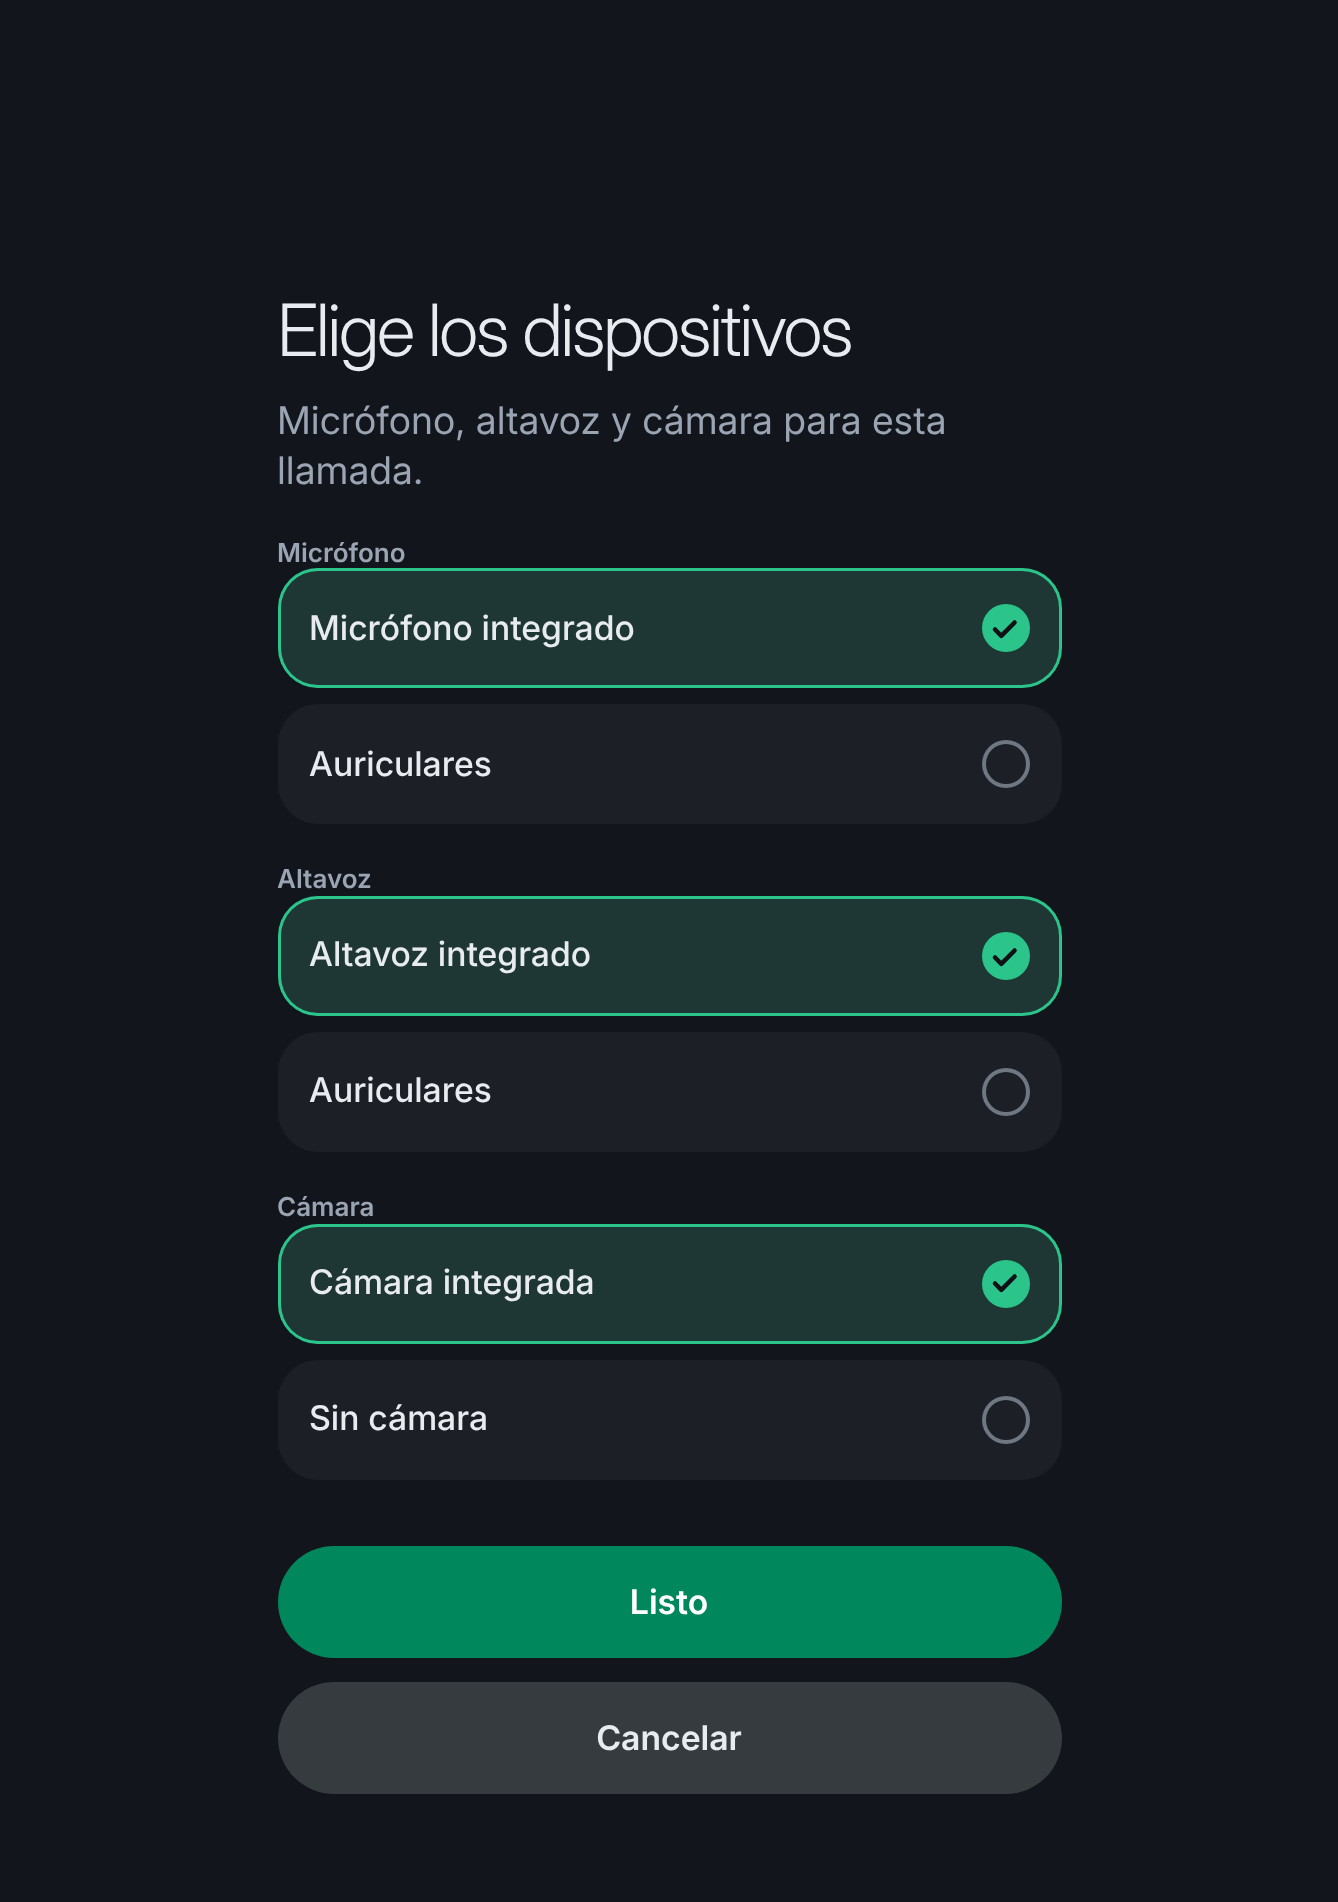 Elige los dispositivos
Micrófono, altavoz y cámara para esta
llamada.
Micrófono
Micrófono integrado
Auriculares
Altavoz
Altavoz integrado
Auriculares
Cámara
Cámara integrada
Sin cámara
Listo
Cancelar